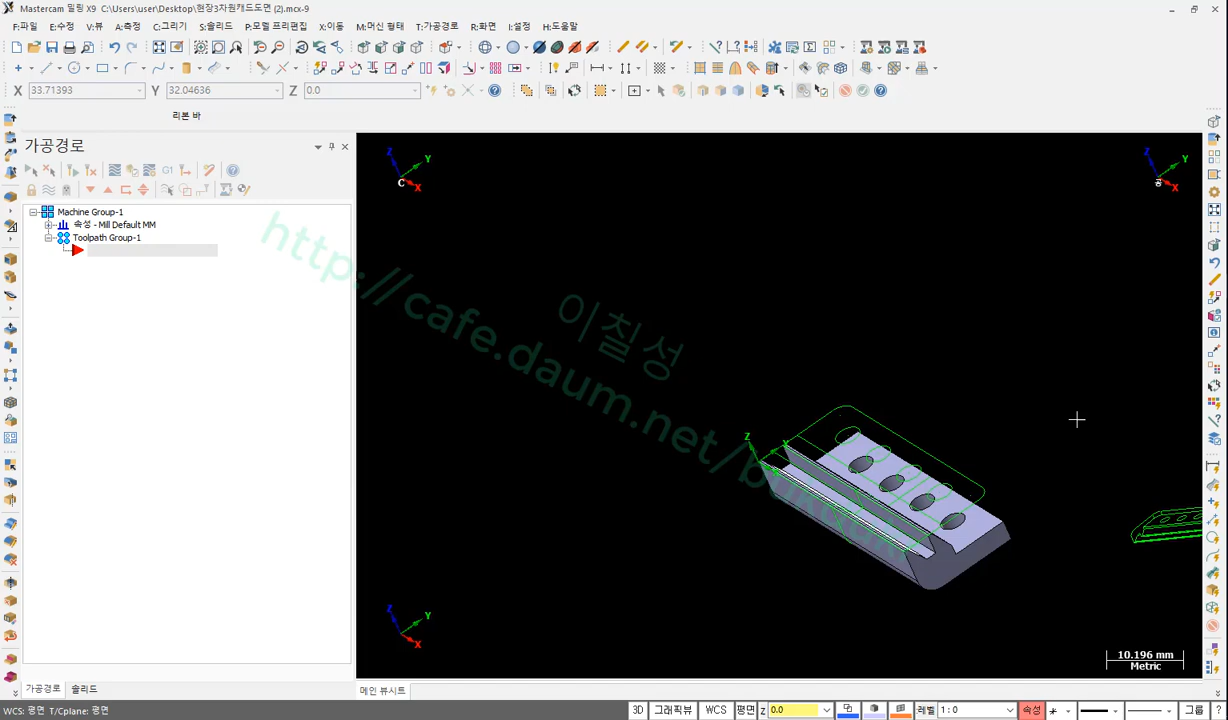 Mastercam 밀링 X9 C:\Users\user\Desktop\현장3차원캐드도면 (2).mcx-9
F:파일 E:수정 V:뷰 A:측정 C:그리기 S:솔리드 P:모델 프리편집 X:이동 M:머신 형태 T:가공경로 R:화면 I:설정 H:도움말
X 33.71393 Y 32.04636 Z 0.0
리본 바
가공경로
G1
Machine Group-1
속성 - Mill Default MM
Toolpath Group-1
Z Y X
C
Z Y X
Z Y
http://cafe.daum.net/
이칠성
Z Y X
10.196 mm
Metric
가공경로 솔리드
메인 뷰시트
WCS: 평면 T/Cplane: 평면
3D 그래픽뷰 WCS 평면 Z 0.0 레벨 1 : 0 속성 그룹 ?